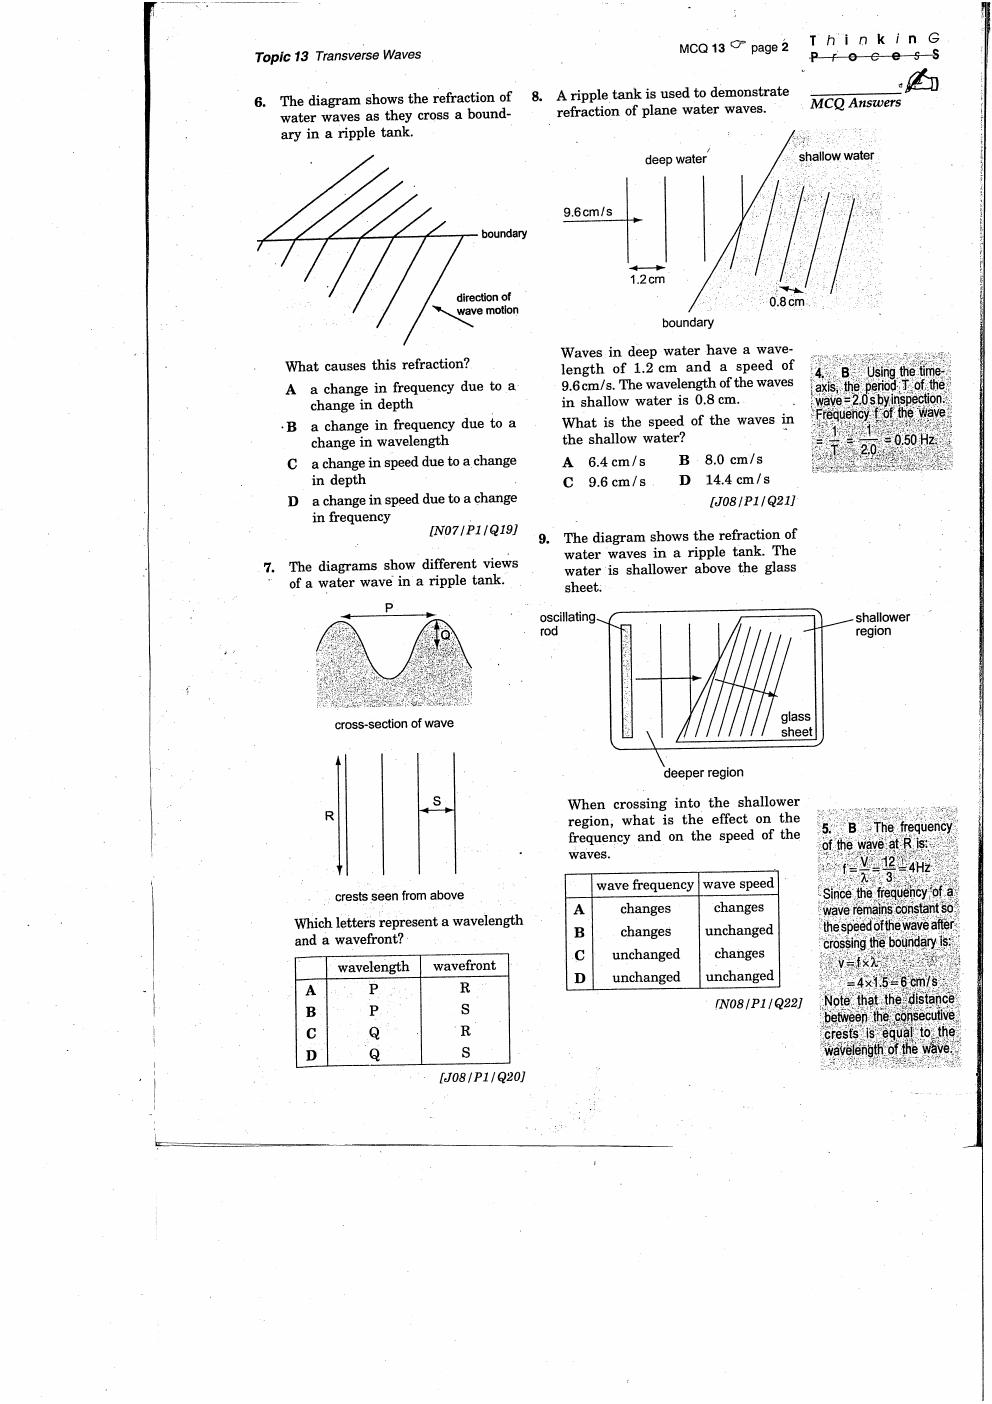 Topic 13 Transverse Waves
MCQ 13 ☞ page 2
T h i n k i n G
P r o c e s S
MCQ Answers
6. The diagram shows the refraction of
water waves as they cross a bound-
ary in a ripple tank.
boundary
direction of
wave motion
What causes this refraction?
A a change in frequency due to a
change in depth
B a change in frequency due to a
change in wavelength
C a change in speed due to a change
in depth
D a change in speed due to a change
in frequency
[N07/P1/Q19]
7. The diagrams show different views
of a water wave in a ripple tank.
P
Q
cross-section of wave
R
S
crests seen from above
Which letters represent a wavelength
and a wavefront?
wavelength wavefront
A P R
B P S
C Q R
D Q S
[J08/P1/Q20]
8. A ripple tank is used to demonstrate
refraction of plane water waves.
deep water
shallow water
9.6 cm/s
1.2 cm
0.8 cm
boundary
Waves in deep water have a wave-
length of 1.2 cm and a speed of
9.6 cm/s. The wavelength of the waves
in shallow water is 0.8 cm.
What is the speed of the waves in
the shallow water?
A 6.4 cm/s B 8.0 cm/s
C 9.6 cm/s D 14.4 cm/s
[J08/P1/Q21]
9. The diagram shows the refraction of
water waves in a ripple tank. The
water is shallower above the glass
sheet.
oscillating
rod
shallower
region
glass
sheet
deeper region
When crossing into the shallower
region, what is the effect on the
frequency and on the speed of the
waves.
wave frequency wave speed
A changes changes
B changes unchanged
C unchanged changes
D unchanged unchanged
[N08/P1/Q22]
4. B Using the time-
axis, the period T of the
wave = 2.0 s by inspection.
Frequency f of the wave
= 1/T = 1/2.0 = 0.50 Hz.
5. B The frequency
of the wave at R is:
f = V/λ = 12/3 = 4Hz
Since the frequency of a
wave remains constant so
the speed of the wave after
crossing the boundary is:
v = f × λ
= 4 × 1.5 = 6 cm/s
Note that the distance
between the consecutive
crests is equal to the
wavelength of the wave.